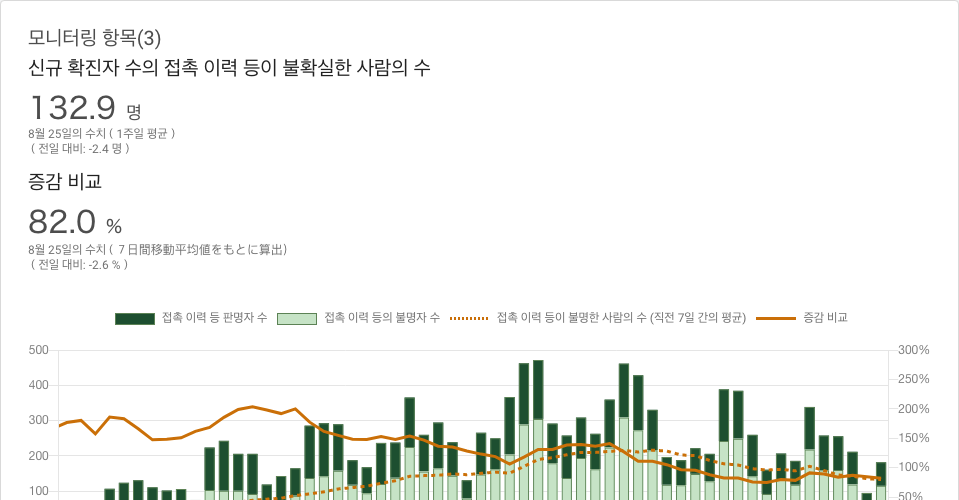 모니터링 항목(3)
신규 확진자 수의 접촉 이력 등이 불확실한 사람의 수
132.9 명
8월 25일의 수치 ( 1주일 평균 )
( 전일 대비: -2.4 명 )
증감 비교
82.0 %
8월 25일의 수치 ( ７日間移動平均値をもとに算出)
( 전일 대비: -2.6 % )
접촉 이력 등 판명자 수 접촉 이력 등의 불명자 수 접촉 이력 등이 불명한 사람의 수 (직전 7일 간의 평균) 증감 비교
500 300%
250%
400
200%
300
150%
200
100%
100
50%